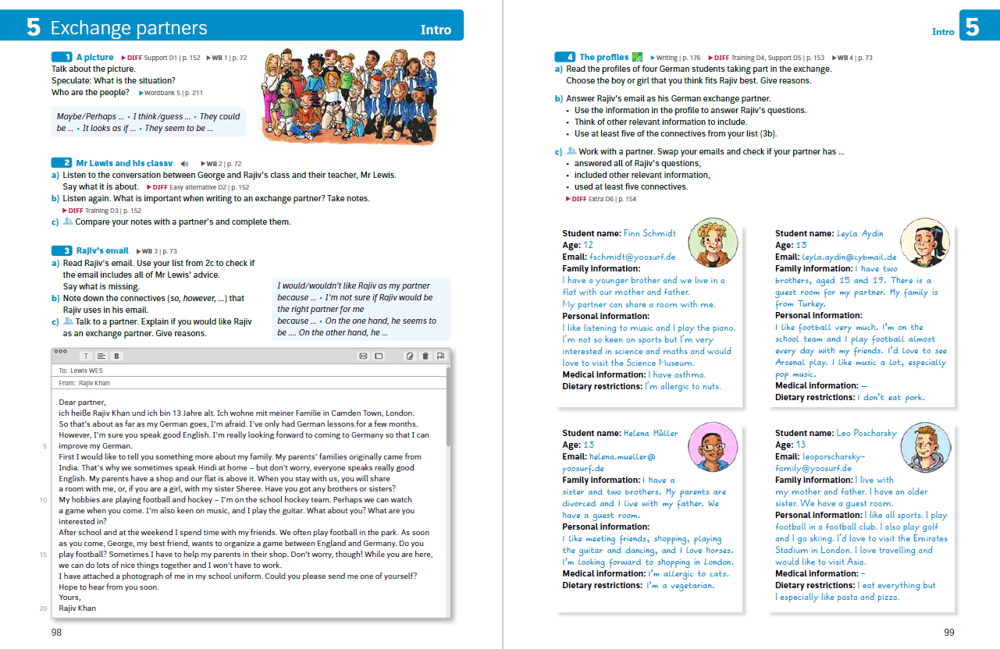 5 Exchange partners Intro
1 A picture ▶DIFF Support D1 | p. 152 ▶WB 1 | p. 72
Talk about the picture.
Speculate: What is the situation?
Who are the people? ▶Wordbank 5 | p. 211
Maybe/Perhaps ... • I think/guess ... • They could
be ... • It looks as if ... • They seem to be ...
2 Mr Lewis and his classv ▶WB 2 | p. 72
a) Listen to the conversation between George and Rajiv's class and their teacher, Mr Lewis.
Say what it is about. ▶DIFF Easy alternative D2 | p. 152
b) Listen again. What is important when writing to an exchange partner? Take notes.
▶DIFF Training D3 | p. 152
c) Compare your notes with a partner's and complete them.
3 Rajiv's email ▶WB 3 | p. 73
a) Read Rajiv's email. Use your list from 2c to check if
the email includes all of Mr Lewis' advice.
Say what is missing.
b) Note down the connectives (so, however, ...) that
Rajiv uses in his email.
c) Talk to a partner. Explain if you would like Rajiv
as an exchange partner. Give reasons.
I would/wouldn't like Rajiv as my partner
because ... • I'm not sure if Rajiv would be
the right partner for me
because ... • On the one hand, he seems to
be .... On the other hand, he ...
T B
To: Lewis WES
From: Rajiv Khan
Dear partner,
ich heiße Rajiv Khan und ich bin 13 Jahre alt. Ich wohne mit meiner Familie in Camden Town, London.
So that's about as far as my German goes, I'm afraid. I've only had German lessons for a few months.
However, I'm sure you speak good English. I'm really looking forward to coming to Germany so that I can
5 improve my German.
First I would like to tell you something more about my family. My parents' families originally came from
India. That's why we sometimes speak Hindi at home – but don't worry, everyone speaks really good
English. My parents have a shop and our flat is above it. When you stay with us, you will share
a room with me, or, if you are a girl, with my sister Sheree. Have you got any brothers or sisters?
10 My hobbies are playing football and hockey – I'm on the school hockey team. Perhaps we can watch
a game when you come. I'm also keen on music, and I play the guitar. What about you? What are you
interested in?
After school and at the weekend I spend time with my friends. We often play football in the park. As soon
as you come, George, my best friend, wants to organize a game between England and Germany. Do you
15 play football? Sometimes I have to help my parents in their shop. Don't worry, though! While you are here,
we can do lots of nice things together and I won't have to work.
I have attached a photograph of me in my school uniform. Could you please send me one of yourself?
Hope to hear from you soon.
Yours,
20 Rajiv Khan
98
Intro 5
4 The profiles ▶Writing | p. 176 ▶DIFF Training D4, Support D5 | p. 153 ▶WB 4 | p. 73
a) Read the profiles of four German students taking part in the exchange.
Choose the boy or girl that you think fits Rajiv best. Give reasons.
b) Answer Rajiv's email as his German exchange partner.
• Use the information in the profile to answer Rajiv's questions.
• Think of other relevant information to include.
• Use at least five of the connectives from your list (3b).
c) Work with a partner. Swap your emails and check if your partner has ...
• answered all of Rajiv's questions,
• included other relevant information,
• used at least five connectives.
▶DIFF Extra D6 | p. 154
Student name: Finn Schmidt
Age: 12
Email: fschmidt@yoosurf.de
Family information:
I have a younger brother and we live in a
flat with our mother and father.
My partner can share a room with me.
Personal information:
I like listening to music and I play the piano.
I'm not so keen on sports but I'm very
interested in science and maths and would
love to visit the Science Museum.
Medical information: I have asthma.
Dietary restrictions: I'm allergic to nuts.
Student name: Leyla Aydin
Age: 13
Email: leyla.aydin@cybmail.de
Family information: I have two
brothers, aged 15 and 19. There is a
guest room for my partner. My family is
from Turkey.
Personal information:
I like football very much. I'm on the
school team and I play football almost
every day with my friends. I'd love to see
Arsenal play. I like music a lot, especially
pop music.
Medical information: –
Dietary restrictions: I don't eat pork.
Student name: Helena Müller
Age: 13
Email: helena.mueller@
yoosurf.de
Family information: I have a
sister and two brothers. My parents are
divorced and I live with my father. We
have a guest room.
Personal information:
I like meeting friends, shopping, playing
the guitar and dancing, and I love horses.
I'm looking forward to shopping in London.
Medical information: I'm allergic to cats.
Dietary restrictions: I'm a vegetarian.
Student name: Leo Poscharsky
Age: 13
Email: leoporscharsky-
family@yoosurf.de
Family information: I live with
my mother and father. I have an older
sister. We have a guest room.
Personal information: I like all sports. I play
football in a football club. I also play golf
and I go skiing. I'd love to visit the Emirates
Stadium in London. I love travelling and
would like to visit Asia.
Medical information: –
Dietary restrictions: I eat everything but
I especially like pasta and pizza.
99